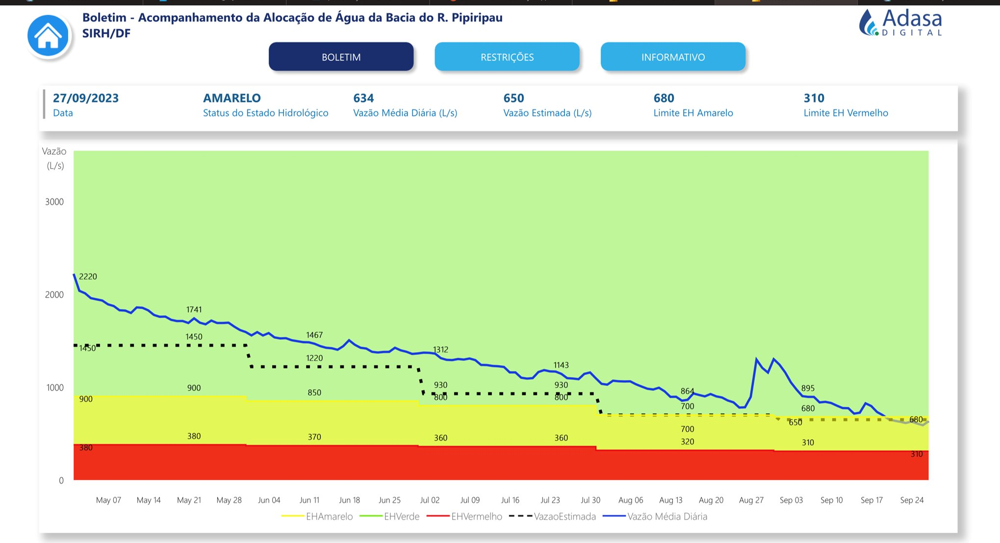 Boletim - Acompanhamento da Alocação de Água da Bacia do R. Pipiripau
SIRH/DF
Adasa
DIGITAL
BOLETIM
RESTRIÇÕES
INFORMATIVO
27/09/2023
Data
AMARELO
Status do Estado Hidrológico
634
Vazão Média Diária (L/s)
650
Vazão Estimada (L/s)
680
Limite EH Amarelo
310
Limite EH Vermelho
Vazão
(L/s)
3000
2000
1000
0
2220
1741
1467
1312
1143
864
895
1450
1450
1220
930
930
700
650
900
900
850
800
800
700
680
680
380
380
370
360
360
320
310
310
May 07 May 14 May 21 May 28 Jun 04 Jun 11 Jun 18 Jun 25 Jul 02 Jul 09 Jul 16 Jul 23 Jul 30 Aug 06 Aug 13 Aug 20 Aug 27 Sep 03 Sep 10 Sep 17 Sep 24
EHAmarelo EHVerde EHVermelho VazaoEstimada Vazão Média Diária